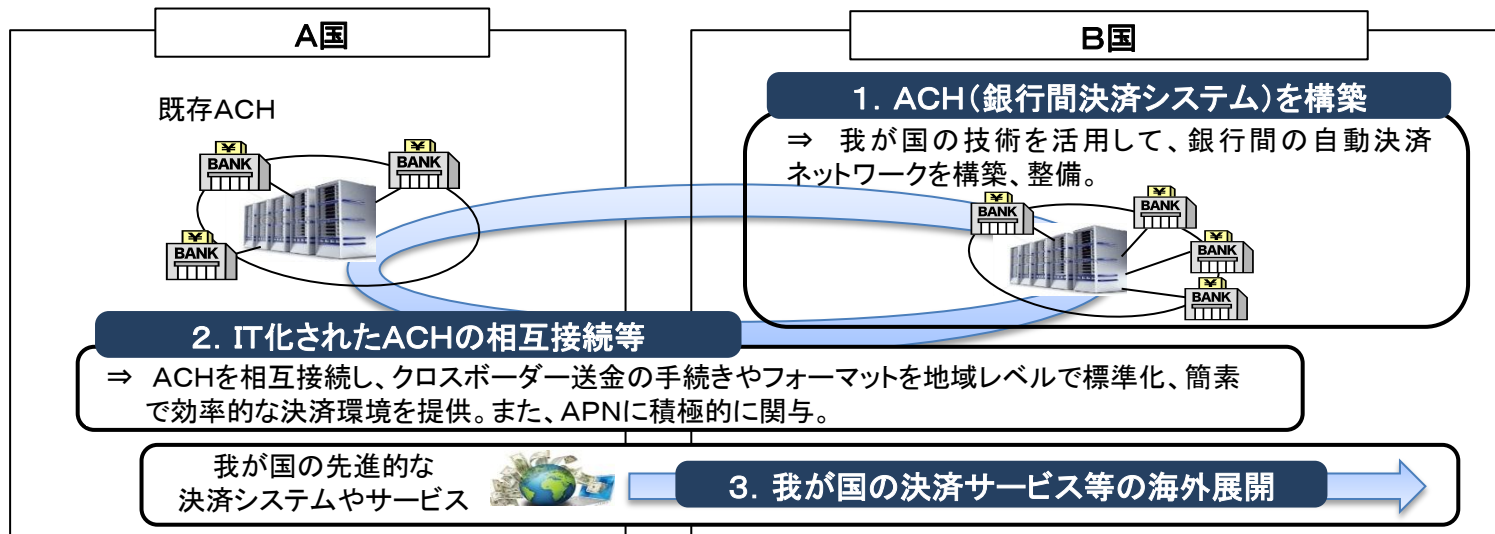 A国
B国
既存ACH
¥
BANK
¥
BANK
¥
BANK
1. ACH(銀行間決済システム)を構築
⇒ 我が国の技術を活用して、銀行間の自動決済
ネットワークを構築、整備。
¥
BANK
¥
BANK
¥
BANK
¥
BANK
2. IT化されたACHの相互接続等
⇒ ACHを相互接続し、クロスボーダー送金の手続きやフォーマットを地域レベルで標準化、簡素
で効率的な決済環境を提供。また、APNに積極的に関与。
我が国の先進的な
決済システムやサービス
3. 我が国の決済サービス等の海外展開